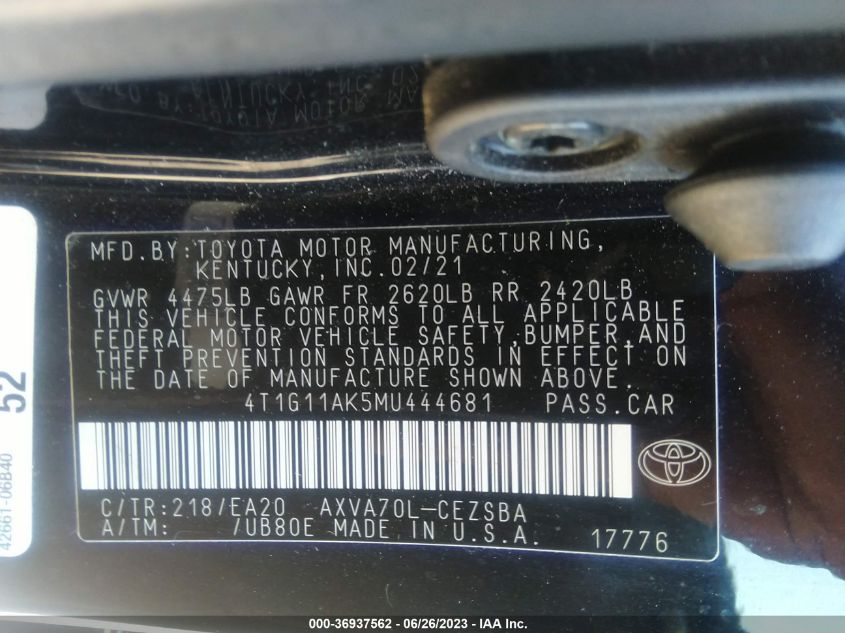 MFD.BY:TOYOTA MOTOR MANUFACTURING,
KENTUCKY,INC.02/21
GVWR 4475LB GAWR FR 2620LB RR 2420LB
THIS VEHICLE CONFORMS TO ALL APPLICABLE
FEDERAL MOTOR VEHICLE SAFETY,BUMPER,AND
THEFT PREVENTION STANDARDS IN EFFECT ON
THE DATE OF MANUFACTURE SHOWN ABOVE.
4T1G11AK5MU444681 PASS.CAR
C/TR:218/EA20 AXVA70L-CEZSBA
A/TM: /UB80E MADE IN U.S.A. 17776
52
42661-06B40
000-36937562 - 06/26/2023 - IAA Inc.